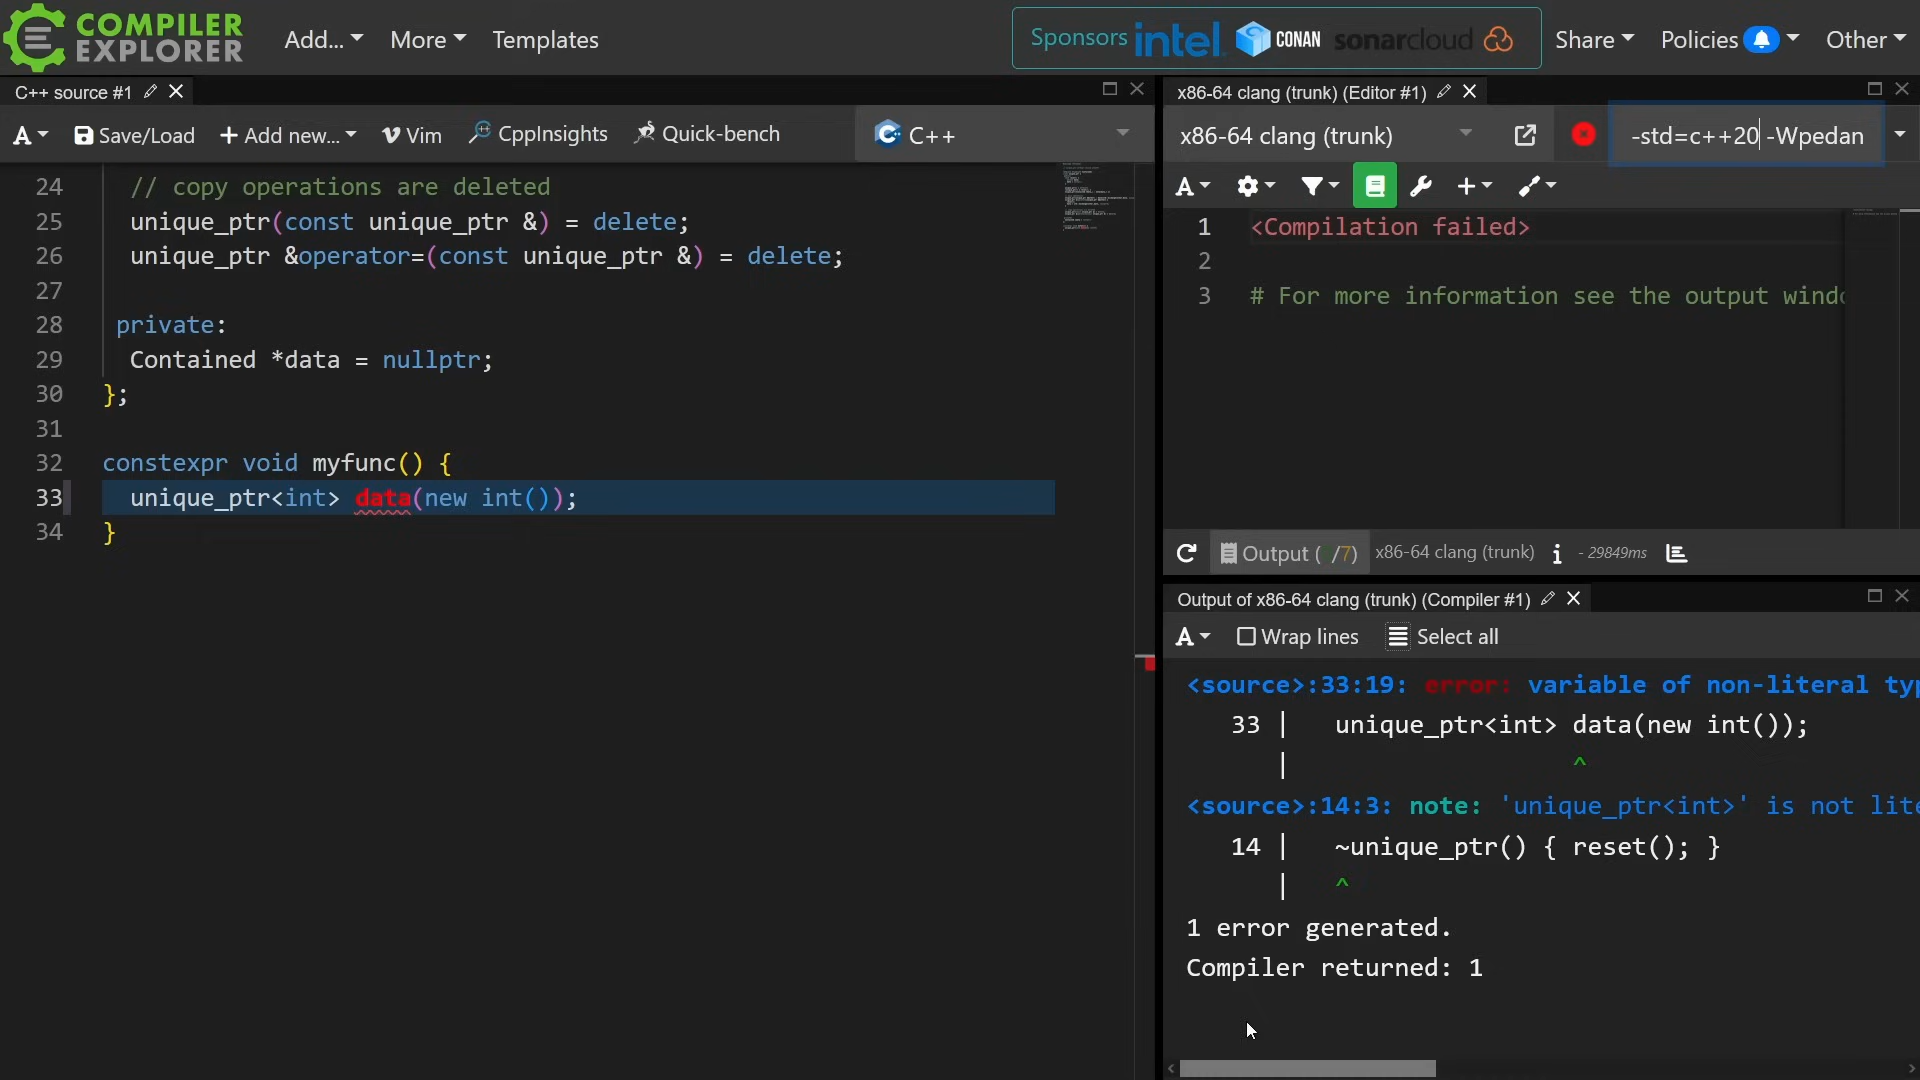 COMPILER
EXPLORER
Add...
More
Templates
Sponsors intel. CONAN sonarcloud
Share
Policies
Other
C++ source #1
x86-64 clang (trunk) (Editor #1)
A
Save/Load
+ Add new...
Vim
CppInsights
Quick-bench
C++
x86-64 clang (trunk)
-std=c++20 -Wpedan
A
24 // copy operations are deleted
25 unique_ptr(const unique_ptr &) = delete;
26 unique_ptr &operator=(const unique_ptr &) = delete;
27
28 private:
29 Contained *data = nullptr;
30 };
31
32 constexpr void myfunc() {
33 unique_ptr<int> data(new int());
34 }
1 <Compilation failed>
2
3 # For more information see the output windo
Output ( /7)
x86-64 clang (trunk)
i
- 29849ms
Output of x86-64 clang (trunk) (Compiler #1)
A
Wrap lines
Select all
<source>:33:19: error: variable of non-literal typ
33 | unique_ptr<int> data(new int());
| ^
<source>:14:3: note: 'unique_ptr<int>' is not lite
14 | ~unique_ptr() { reset(); }
| ^
1 error generated.
Compiler returned: 1